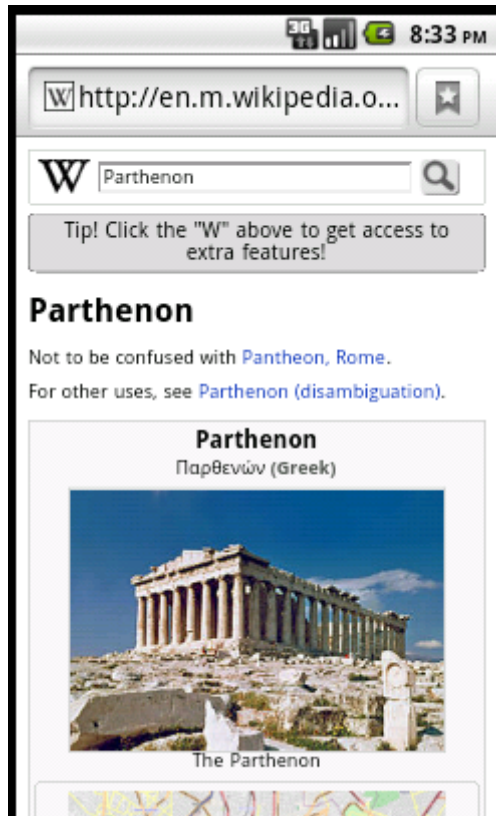 3G
8:33 PM
W http://en.m.wikipedia.o...
W Parthenon
Tip! Click the "W" above to get access to
extra features!
Parthenon
Not to be confused with Pantheon, Rome.
For other uses, see Parthenon (disambiguation).
Parthenon
Παρθενών (Greek)
The Parthenon